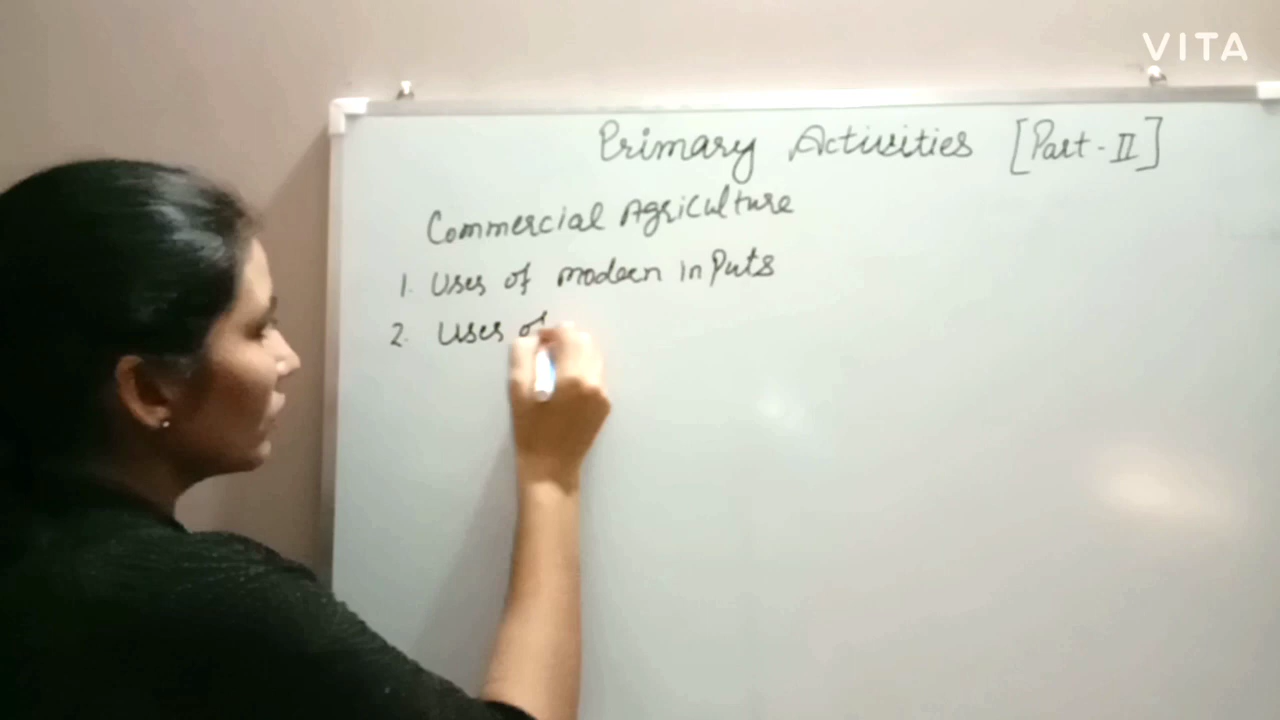 VITA
Primary Activities [Part-II]
Commercial Agriculture
1. Uses of modern inputs
2. Uses of